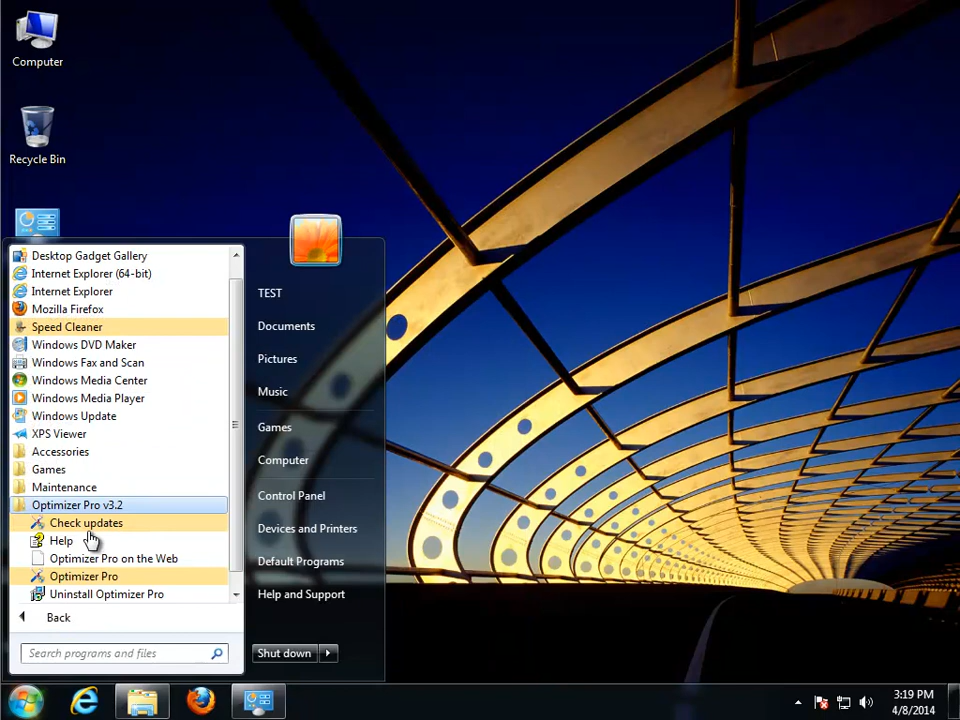 Computer
Recycle Bin
Desktop Gadget Gallery
Internet Explorer (64-bit)
Internet Explorer
Mozilla Firefox
Speed Cleaner
Windows DVD Maker
Windows Fax and Scan
Windows Media Center
Windows Media Player
Windows Update
XPS Viewer
Accessories
Games
Maintenance
Optimizer Pro v3.2
Check updates
Help
Optimizer Pro on the Web
Optimizer Pro
Uninstall Optimizer Pro
Back
Search programs and files
TEST
Documents
Pictures
Music
Games
Computer
Control Panel
Devices and Printers
Default Programs
Help and Support
Shut down
3:19 PM
4/8/2014